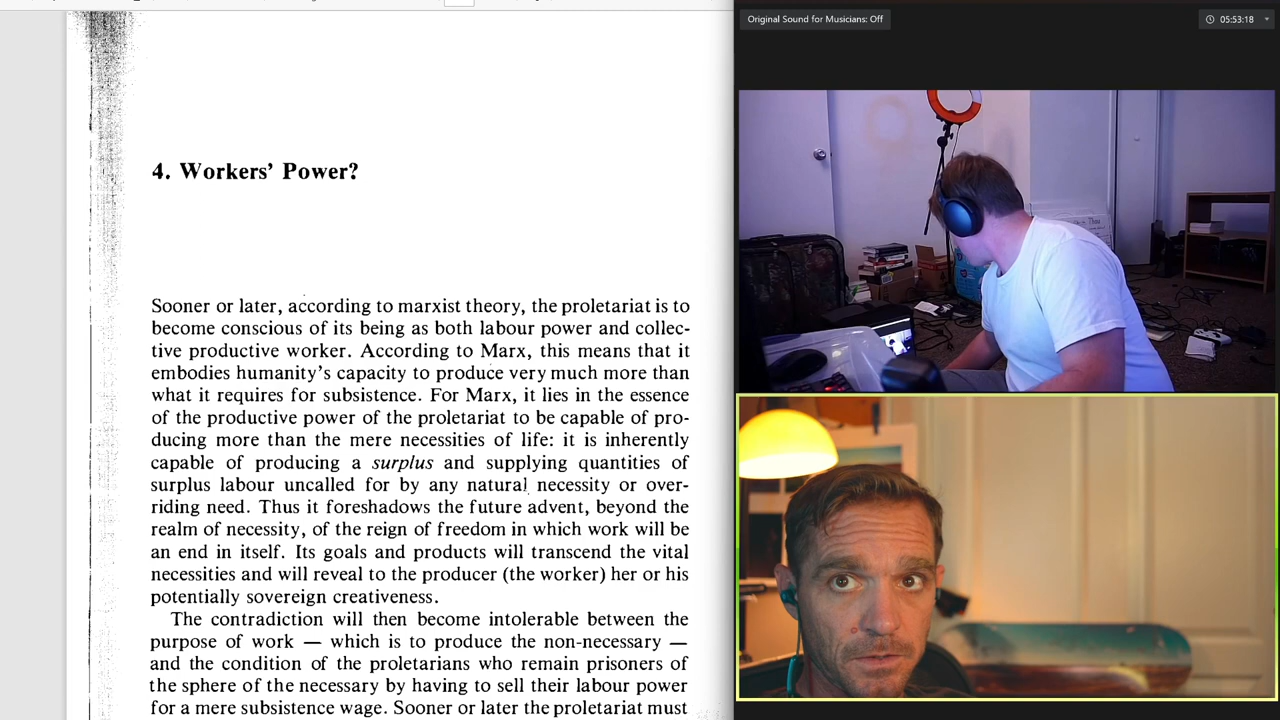 4. Workers' Power?
Sooner or later, according to marxist theory, the proletariat is to
become conscious of its being as both labour power and collec-
tive productive worker. According to Marx, this means that it
embodies humanity's capacity to produce very much more than
what it requires for subsistence. For Marx, it lies in the essence
of the productive power of the proletariat to be capable of pro-
ducing more than the mere necessities of life: it is inherently
capable of producing a surplus and supplying quantities of
surplus labour uncalled for by any natural necessity or over-
riding need. Thus it foreshadows the future advent, beyond the
realm of necessity, of the reign of freedom in which work will be
an end in itself. Its goals and products will transcend the vital
necessities and will reveal to the producer (the worker) her or his
potentially sovereign creativeness.
The contradiction will then become intolerable between the
purpose of work — which is to produce the non-necessary —
and the condition of the proletarians who remain prisoners of
the sphere of the necessary by having to sell their labour power
for a mere subsistence wage. Sooner or later the proletariat must
Original Sound for Musicians: Off
05:53:18